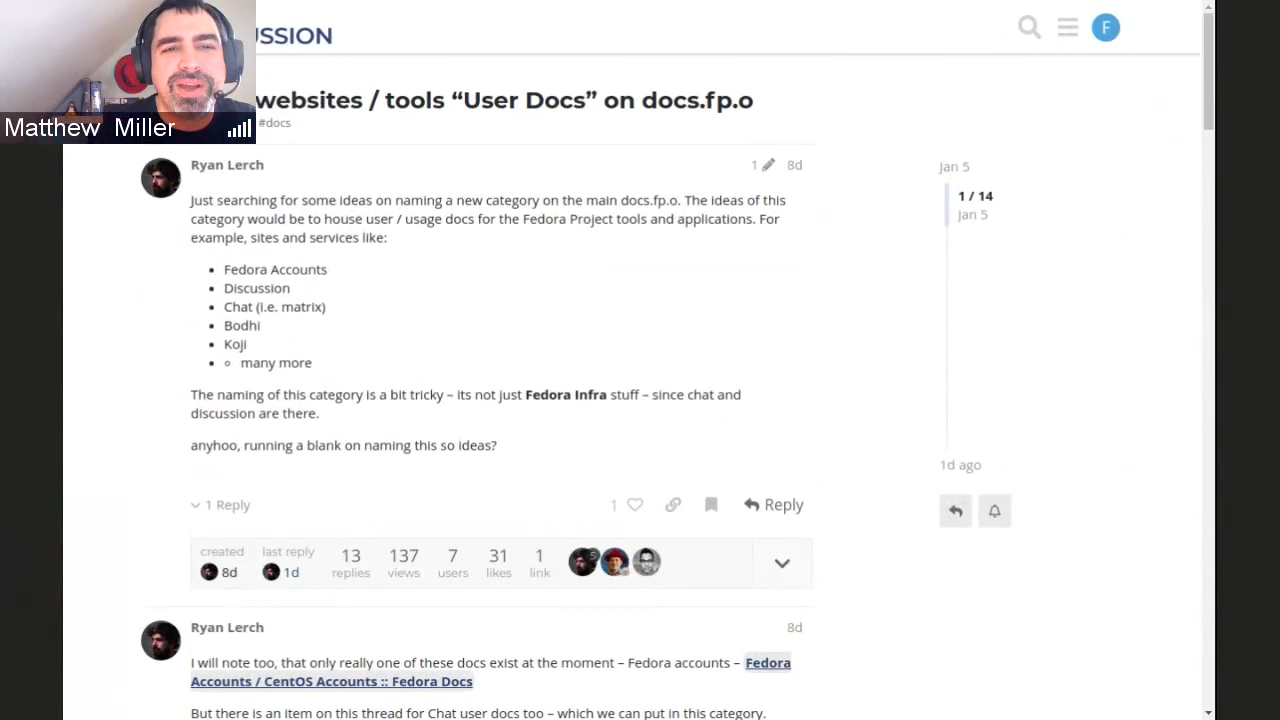 USSION
F
websites / tools “User Docs” on docs.fp.o
#docs
Matthew Miller
Ryan Lerch
1
8d
Just searching for some ideas on naming a new category on the main docs.fp.o. The ideas of this
category would be to house user / usage docs for the Fedora Project tools and applications. For
example, sites and services like:
Fedora Accounts
Discussion
Chat (i.e. matrix)
Bodhi
Koji
many more
The naming of this category is a bit tricky – its not just Fedora Infra stuff – since chat and
discussion are there.
anyhoo, running a blank on naming this so ideas?
1 Reply
1
Reply
created
8d
last reply
1d
13
replies
137
views
7
users
31
likes
1
link
5
Jan 5
1 / 14
Jan 5
1d ago
Ryan Lerch
8d
I will note too, that only really one of these docs exist at the moment – Fedora accounts – Fedora
Accounts / CentOS Accounts :: Fedora Docs
But there is an item on this thread for Chat user docs too – which we can put in this category.